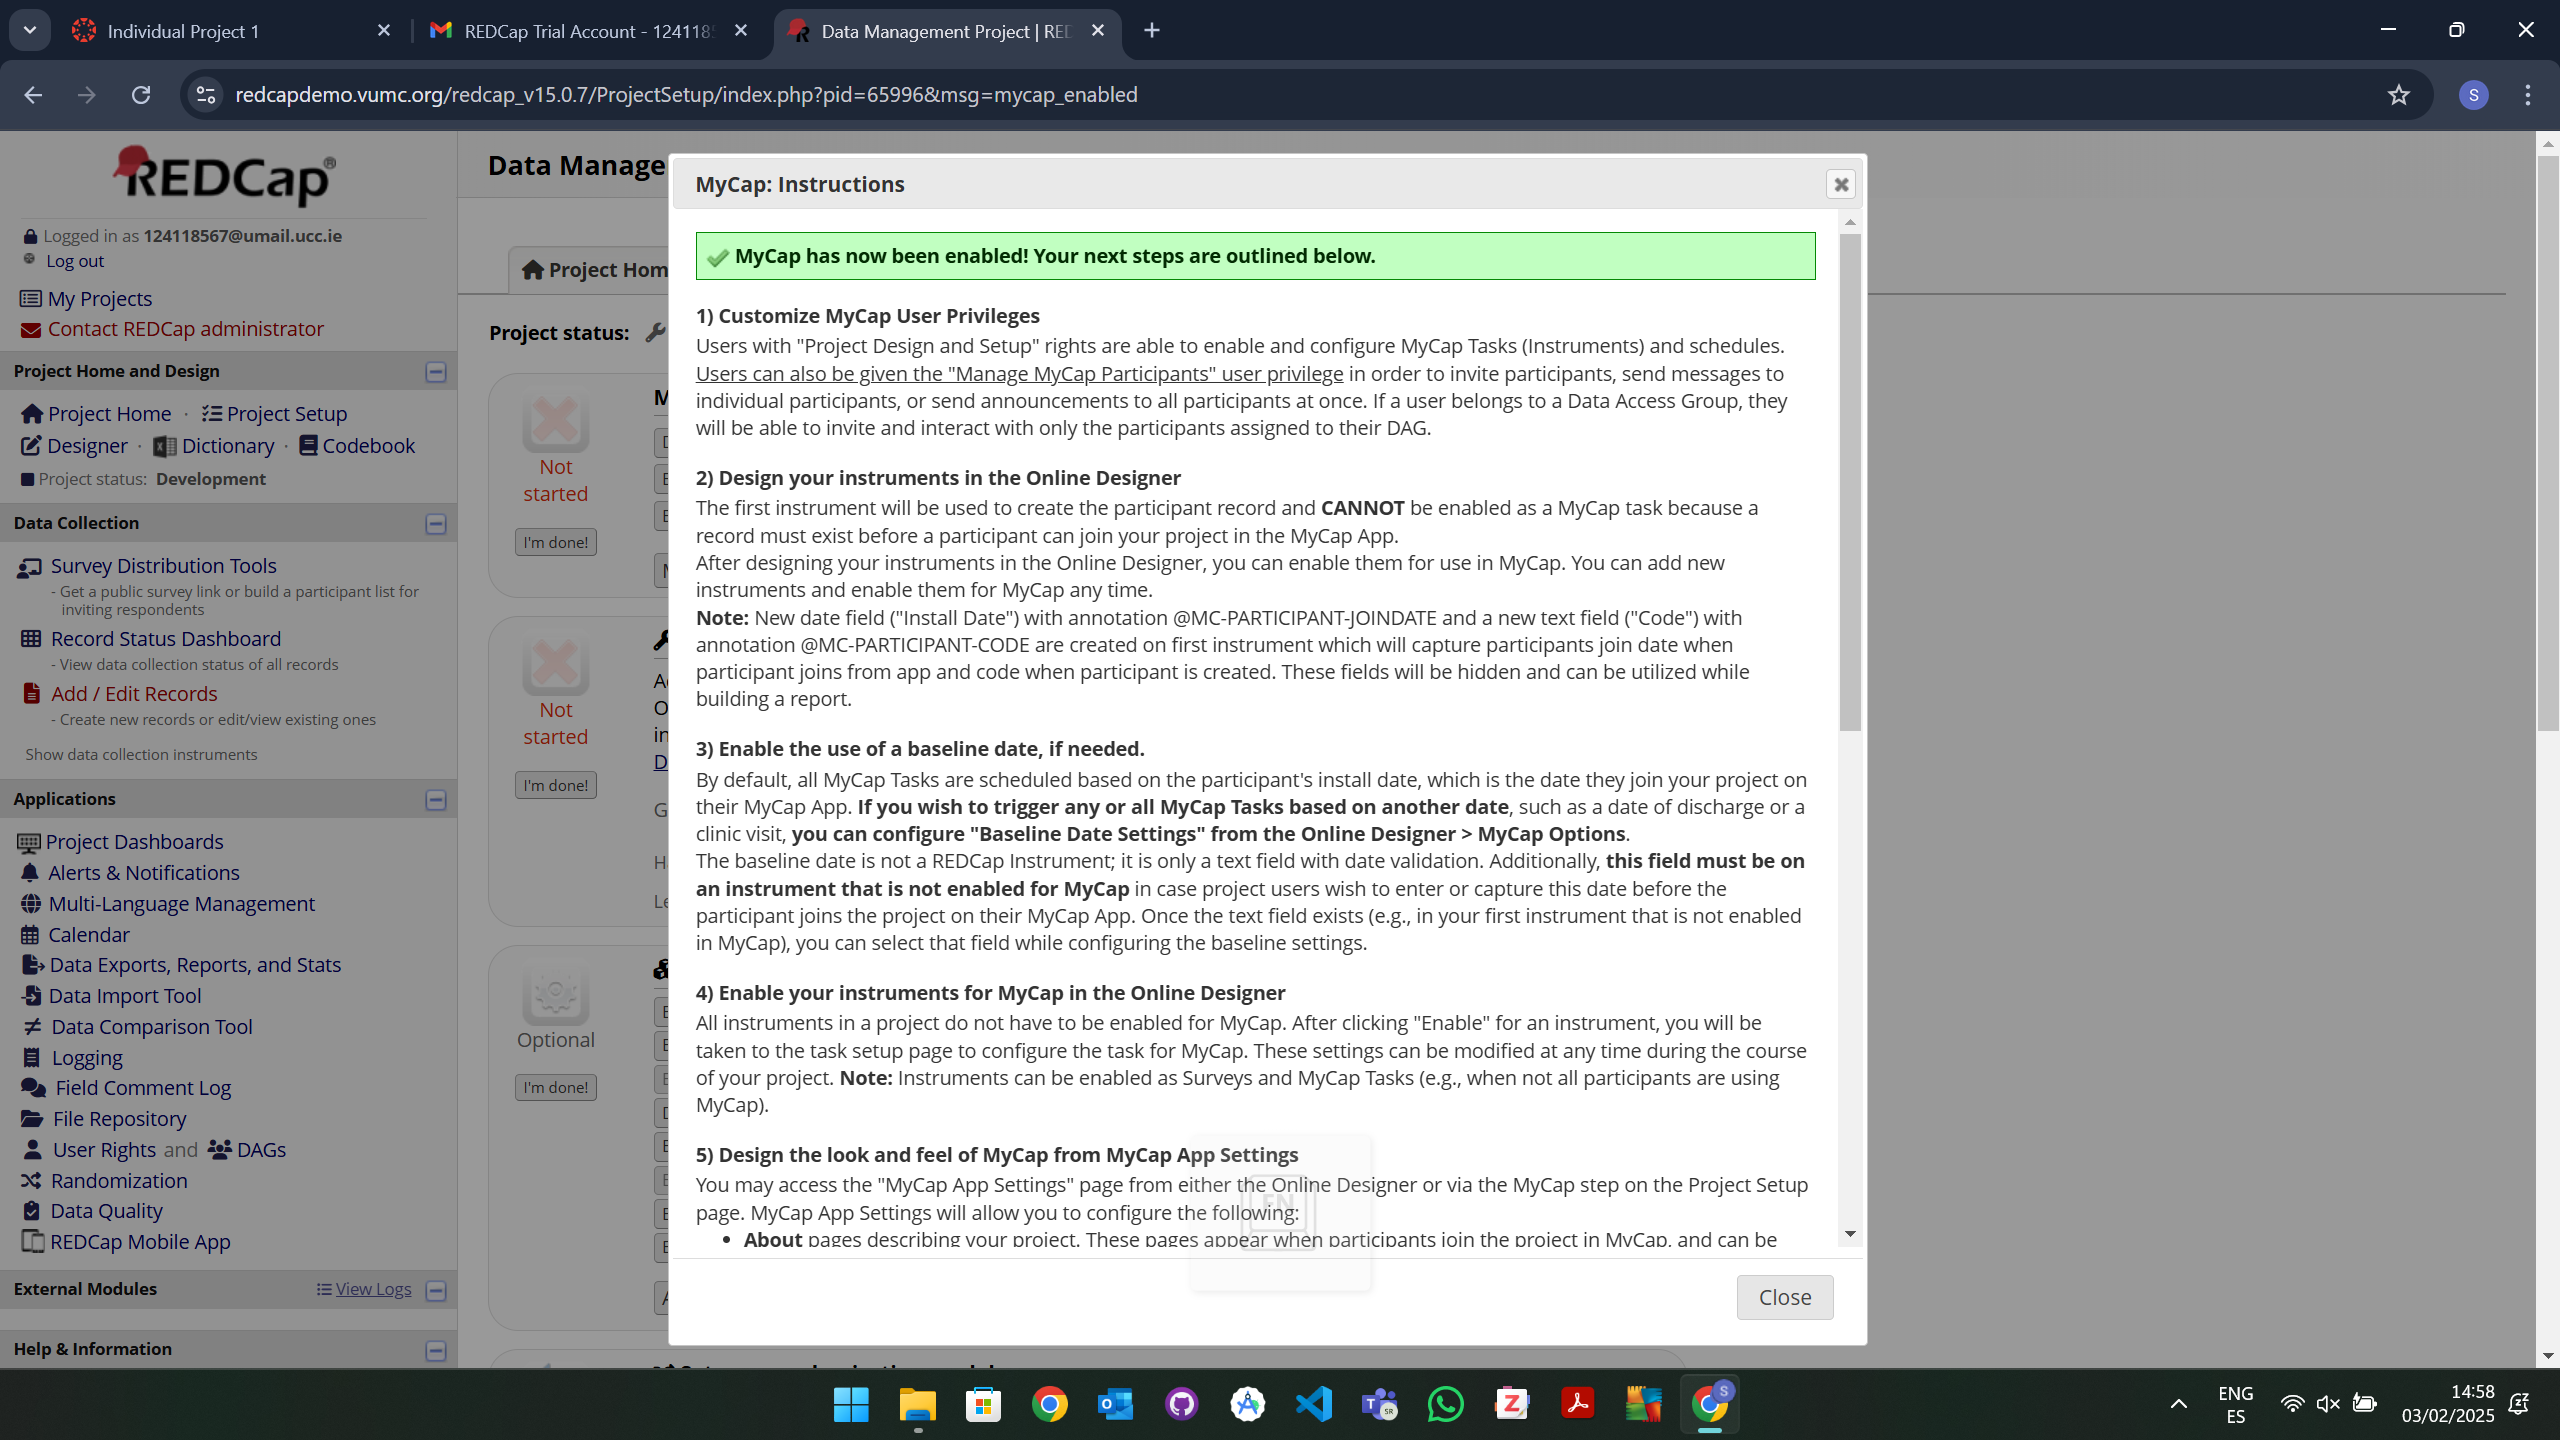 Individual Project 1
REDCap Trial Account - 124118
Data Management Project | RED
redcapdemo.vumc.org/redcap_v15.0.7/ProjectSetup/index.php?pid=65996&msg=mycap_enabled
S
REDCap®
Logged in as 124118567@umail.ucc.ie
Log out
My Projects
Contact REDCap administrator
Project Home and Design
Project Home · Project Setup
Designer · Dictionary · Codebook
Project status: Development
Data Collection
Survey Distribution Tools
- Get a public survey link or build a participant list for
inviting respondents
Record Status Dashboard
- View data collection status of all records
Add / Edit Records
- Create new records or edit/view existing ones
Show data collection instruments
Applications
Project Dashboards
Alerts & Notifications
Multi-Language Management
Calendar
Data Exports, Reports, and Stats
Data Import Tool
Data Comparison Tool
Logging
Field Comment Log
File Repository
User Rights and DAGs
Randomization
Data Quality
REDCap Mobile App
External Modules
View Logs
Help & Information
Data Manage
Project Hom
Project status:
Not
started
I'm done!
Not
started
I'm done!
Optional
I'm done!
MyCap: Instructions
MyCap has now been enabled! Your next steps are outlined below.
1) Customize MyCap User Privileges
Users with "Project Design and Setup" rights are able to enable and configure MyCap Tasks (Instruments) and schedules.
Users can also be given the "Manage MyCap Participants" user privilege in order to invite participants, send messages to
individual participants, or send announcements to all participants at once. If a user belongs to a Data Access Group, they
will be able to invite and interact with only the participants assigned to their DAG.
2) Design your instruments in the Online Designer
The first instrument will be used to create the participant record and CANNOT be enabled as a MyCap task because a
record must exist before a participant can join your project in the MyCap App.
After designing your instruments in the Online Designer, you can enable them for use in MyCap. You can add new
instruments and enable them for MyCap any time.
Note: New date field ("Install Date") with annotation @MC-PARTICIPANT-JOINDATE and a new text field ("Code") with
annotation @MC-PARTICIPANT-CODE are created on first instrument which will capture participants join date when
participant joins from app and code when participant is created. These fields will be hidden and can be utilized while
building a report.
3) Enable the use of a baseline date, if needed.
By default, all MyCap Tasks are scheduled based on the participant's install date, which is the date they join your project on
their MyCap App. If you wish to trigger any or all MyCap Tasks based on another date, such as a date of discharge or a
clinic visit, you can configure "Baseline Date Settings" from the Online Designer > MyCap Options.
The baseline date is not a REDCap Instrument; it is only a text field with date validation. Additionally, this field must be on
an instrument that is not enabled for MyCap in case project users wish to enter or capture this date before the
participant joins the project on their MyCap App. Once the text field exists (e.g., in your first instrument that is not enabled
in MyCap), you can select that field while configuring the baseline settings.
4) Enable your instruments for MyCap in the Online Designer
All instruments in a project do not have to be enabled for MyCap. After clicking "Enable" for an instrument, you will be
taken to the task setup page to configure the task for MyCap. These settings can be modified at any time during the course
of your project. Note: Instruments can be enabled as Surveys and MyCap Tasks (e.g., when not all participants are using
MyCap).
5) Design the look and feel of MyCap from MyCap App Settings
You may access the "MyCap App Settings" page from either the Online Designer or via the MyCap step on the Project Setup
page. MyCap App Settings will allow you to configure the following:
• About pages describing your project. These pages appear when participants join the project in MyCap, and can be
Close
ENG
ES
14:58
03/02/2025